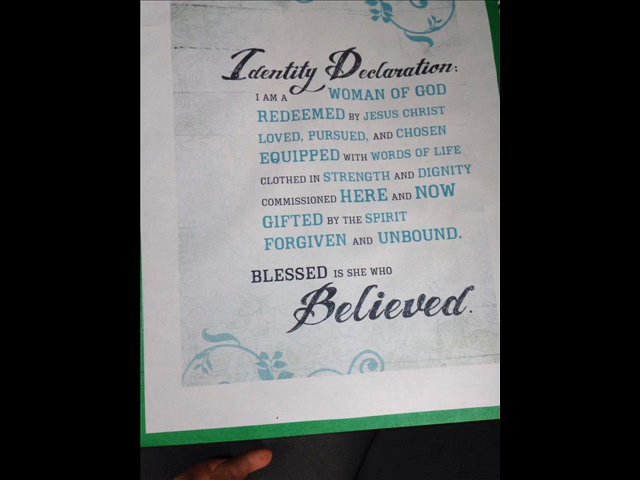 Identity Declaration:
I AM A WOMAN OF GOD
REDEEMED BY JESUS CHRIST
LOVED, PURSUED, AND CHOSEN
EQUIPPED WITH WORDS OF LIFE
CLOTHED IN STRENGTH AND DIGNITY
COMMISSIONED HERE AND NOW
GIFTED BY THE SPIRIT
FORGIVEN AND UNBOUND.
BLESSED IS SHE WHO
Believed.